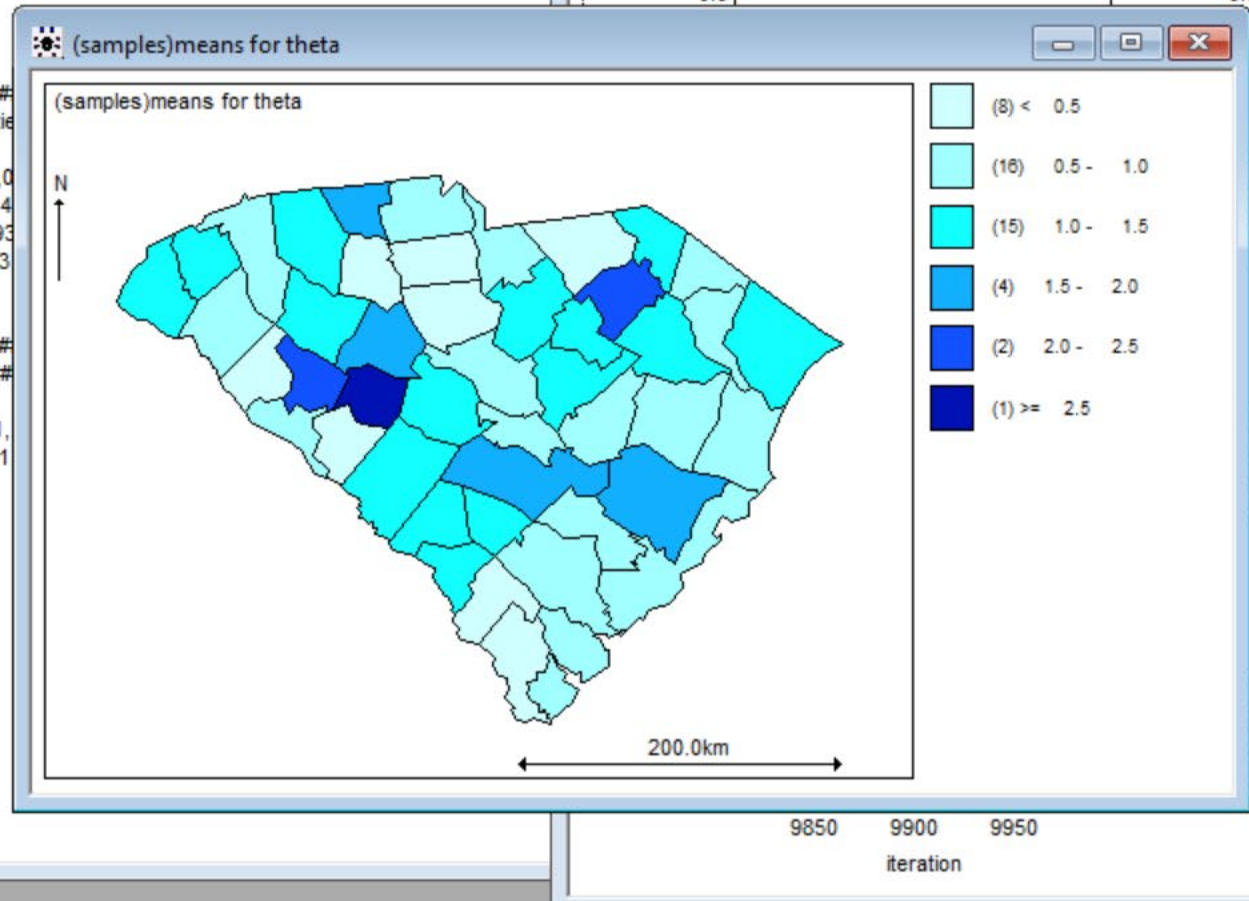 (samples)means for theta
(samples)means for theta
N
200.0km
(8) < 0.5
(16) 0.5 - 1.0
(15) 1.0 - 1.5
(4) 1.5 - 2.0
(2) 2.0 - 2.5
(1) >= 2.5
9850 9900 9950
iteration